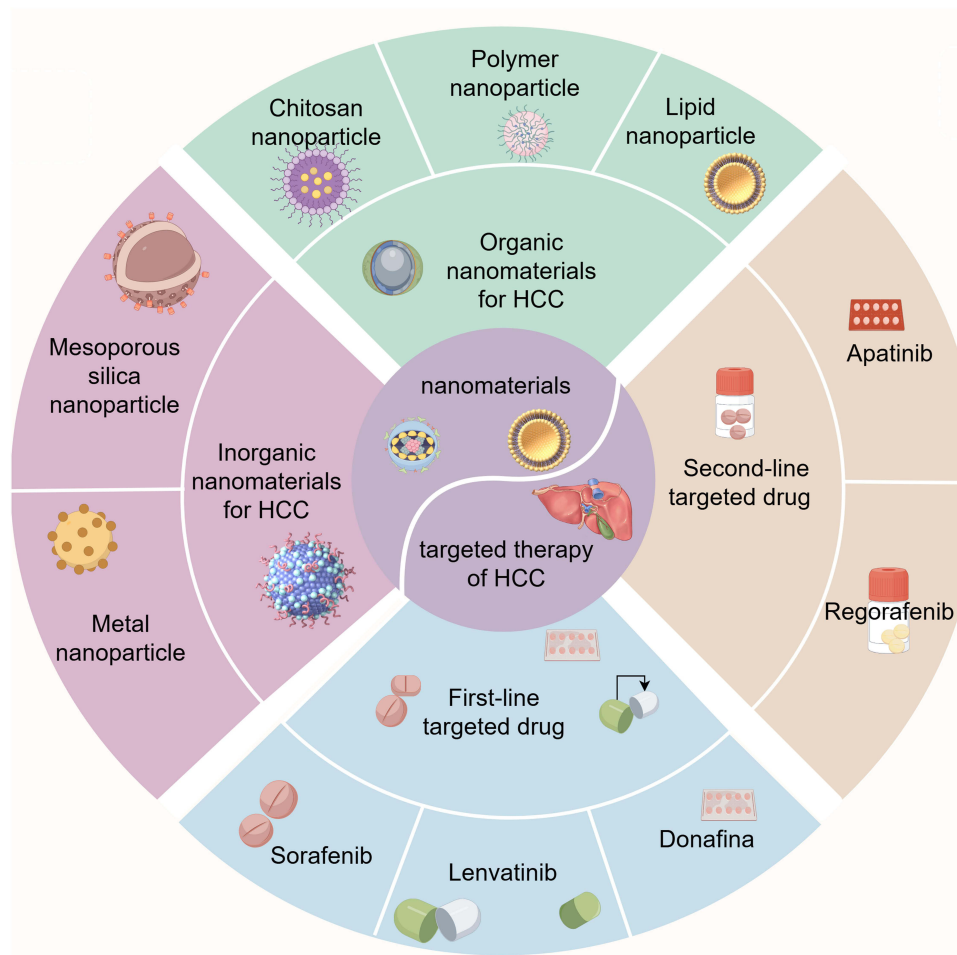 Polymer
nanoparticle
Chitosan
nanoparticle
Lipid
nanoparticle
Organic
nanomaterials
for HCC
Mesoporous
silica
nanoparticle
Apatinib
nanomaterials
Inorganic
nanomaterials
for HCC
Second-line
targeted drug
targeted therapy
of HCC
Metal
nanoparticle
Regorafenib
First-line
targeted drug
Sorafenib
Lenvatinib
Donafina